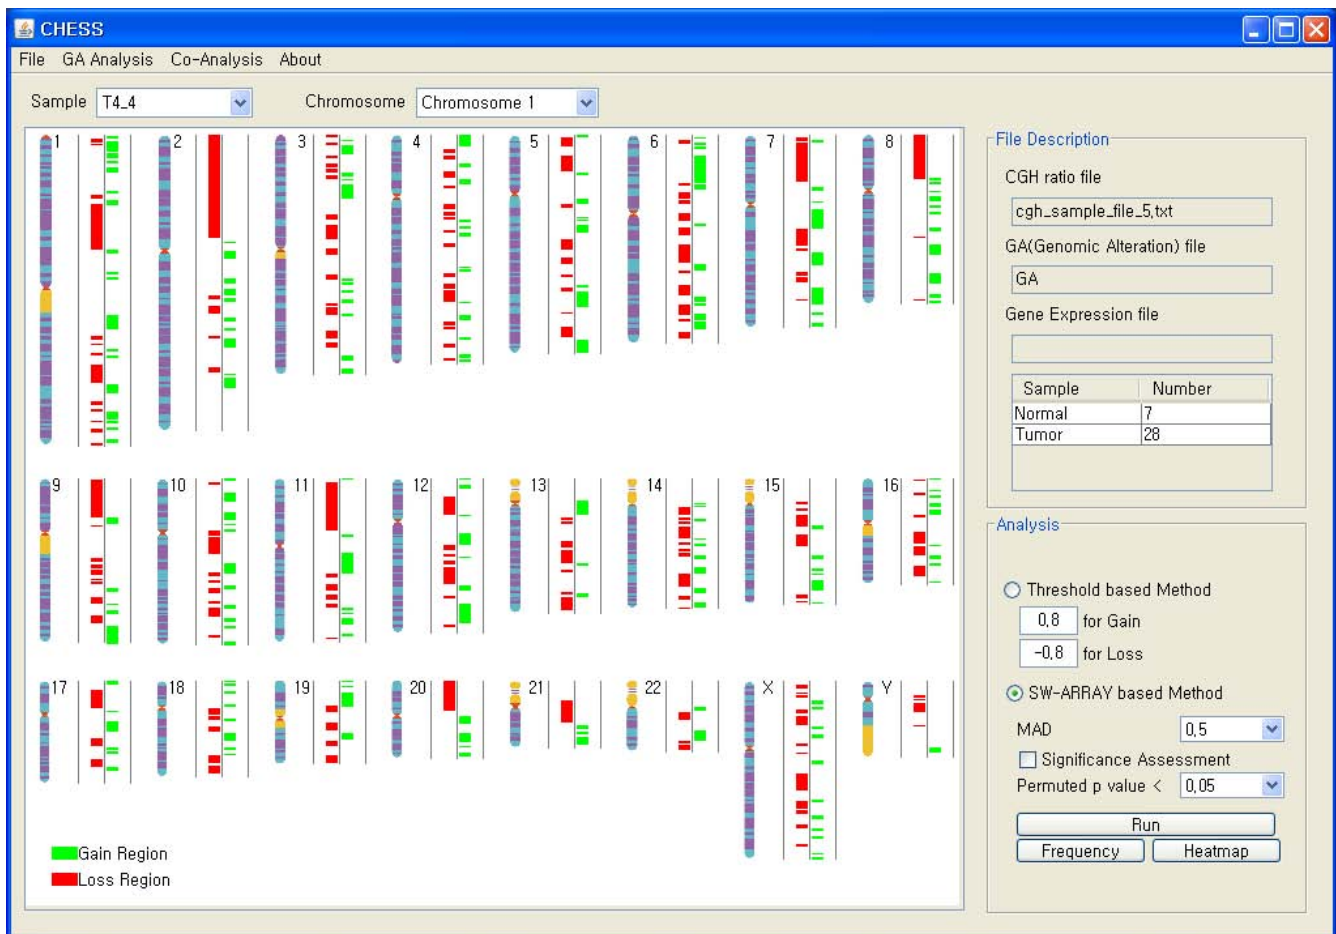 CHESS
File GA Analysis Co-Analysis About
Sample T4_4 Chromosome Chromosome 1
1 2 3 4 5 6 7 8
9 10 11 12 13 14 15 16
17 18 19 20 21 22 X Y
Gain Region
Loss Region
File Description
CGH ratio file
cgh_sample_file_5.txt
GA(Genomic Alteration) file
GA
Gene Expression file
Sample Number
Normal 7
Tumor 28
Analysis
Threshold based Method
0.8 for Gain
-0.8 for Loss
SW-ARRAY based Method
MAD 0.5
Significance Assessment
Permuted p value < 0.05
Run
Frequency Heatmap